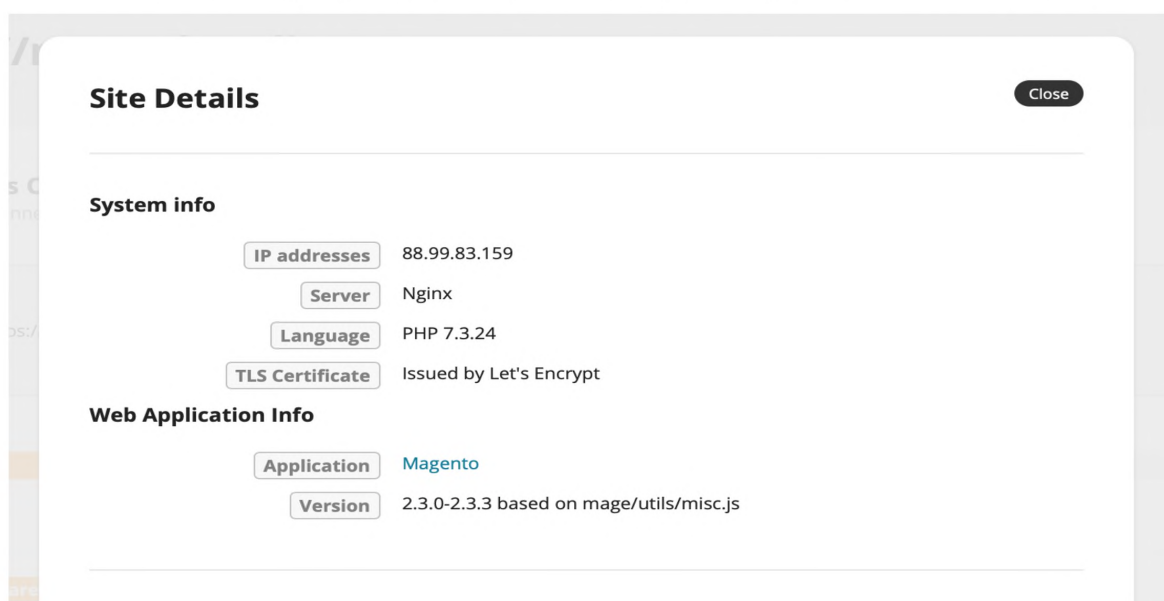 Site Details
Close
System info
IP addresses 88.99.83.159
Server Nginx
Language PHP 7.3.24
TLS Certificate Issued by Let's Encrypt
Web Application Info
Application Magento
Version 2.3.0-2.3.3 based on mage/utils/misc.js